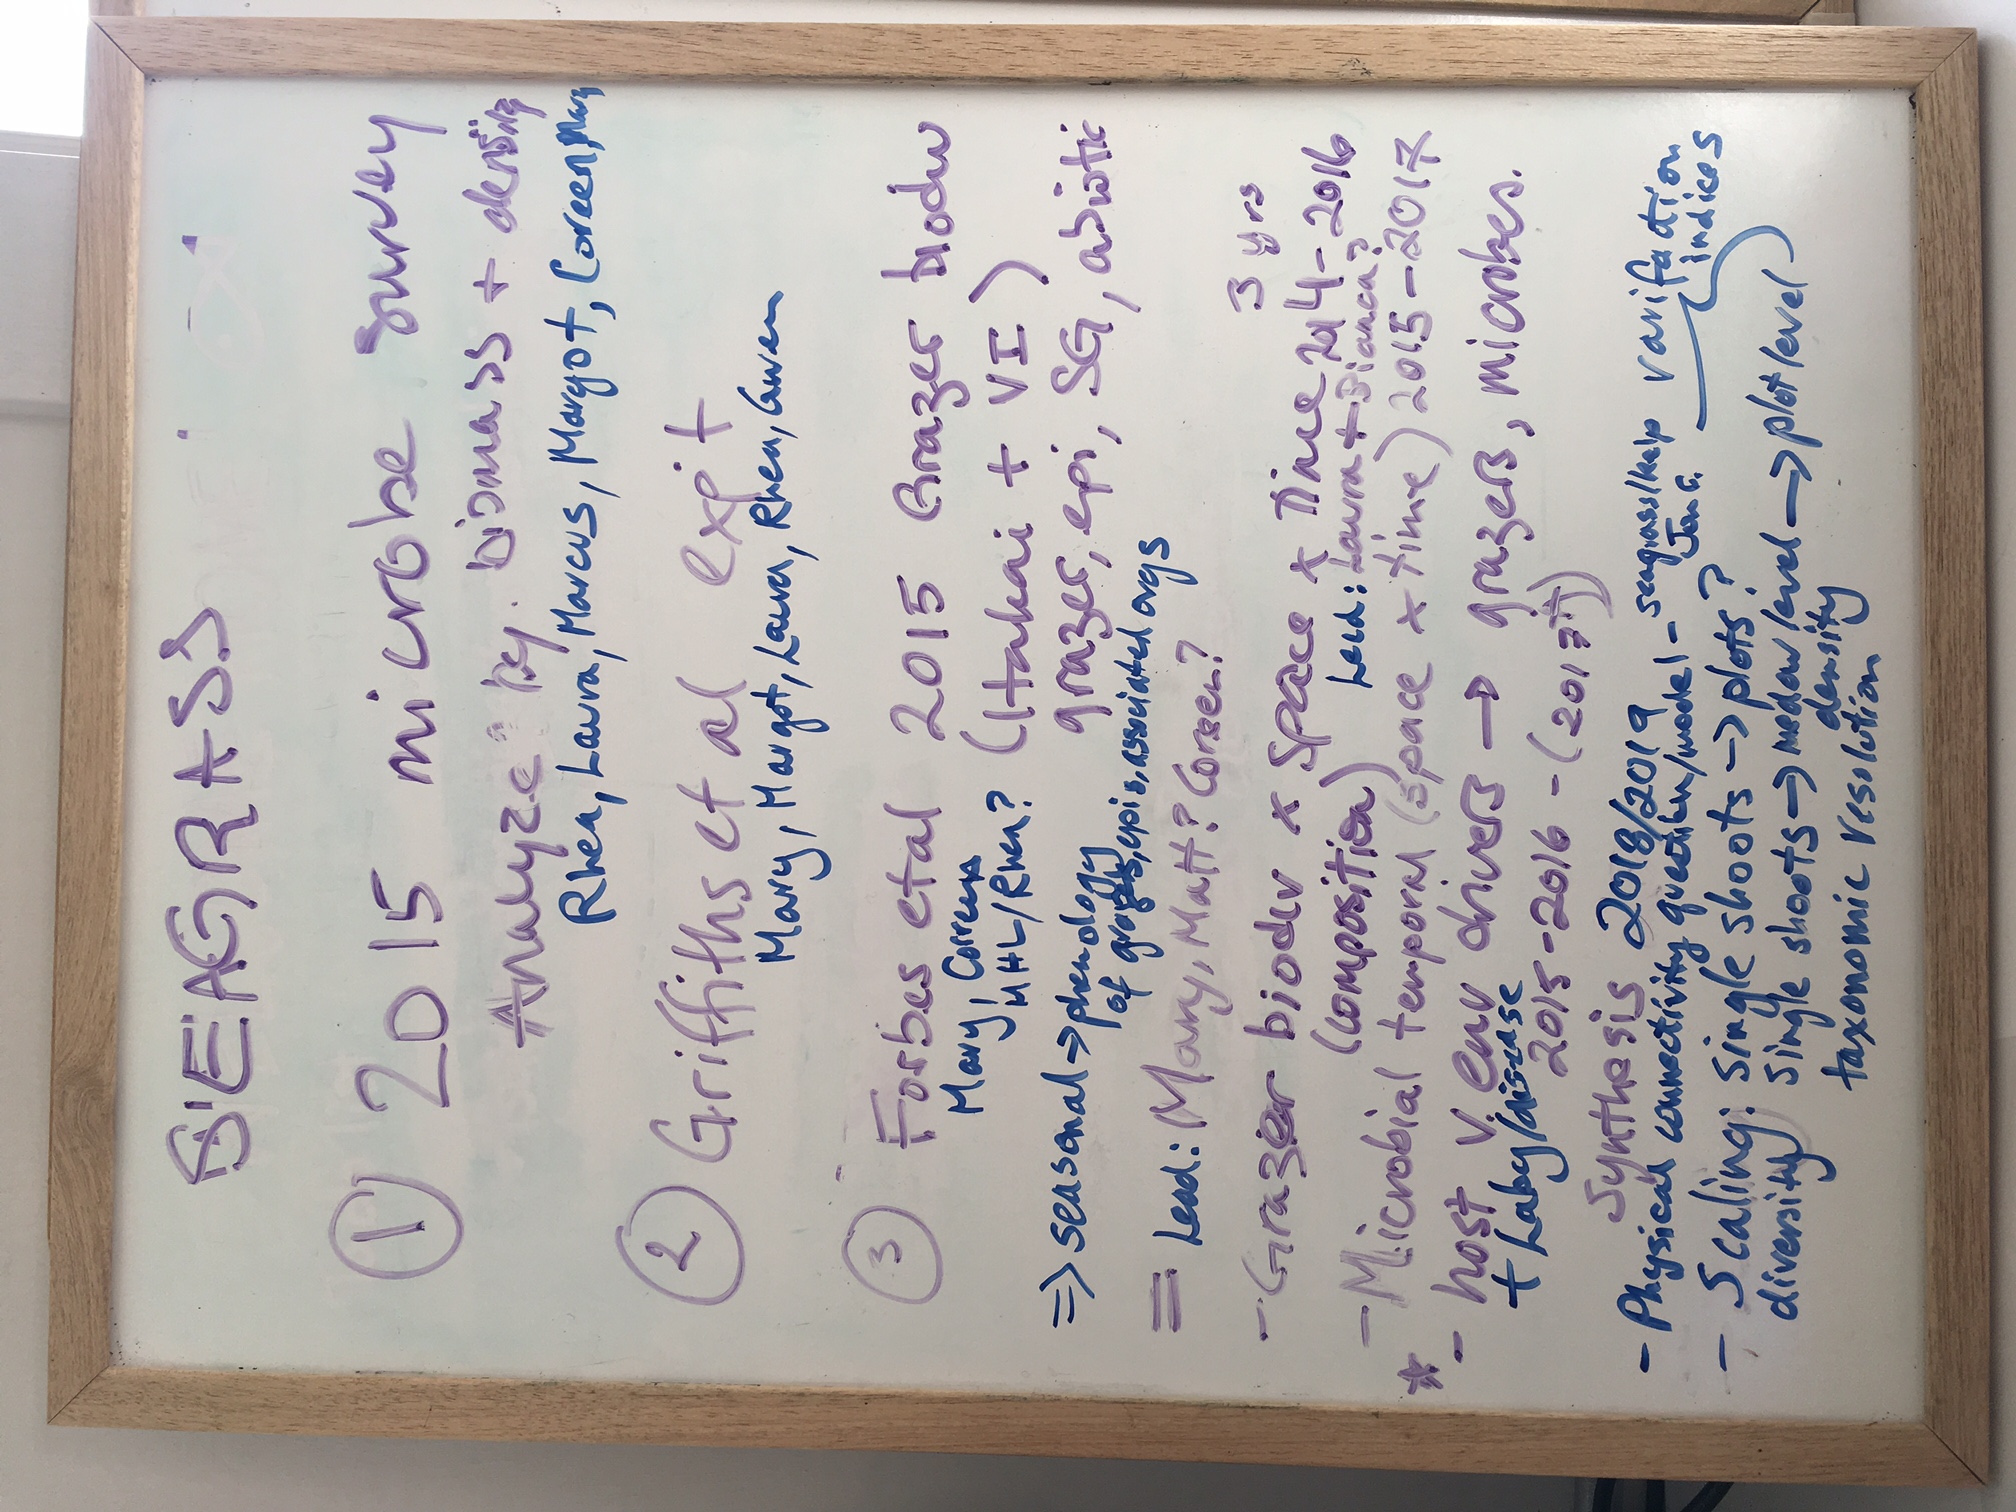 SEAGRASS
1 2015 microbe survey
Analyze by biomass + density
Rhea, Laura, Marcus, Margot, Coreen, Mary
2 Griffiths et al exp't
Mary, Margot, Laura, Rhea, Gwen
3 Forbes et al 2015 Grazer biodiv
Mary, Coreen
MHL/Rhea? (Hakai + VI)
=> seasonal -> phenology grazer, epi, SG, abiotic
of grazers, epis, associated orgs
= Lead: Mary, Matt? Coreen?
3 yrs
- Grazer biodiv x space x time 2014-2016
(composition) Lead: Laura + Bianca?
- Microbial temporal (space x time) 2015-2017
* - host v. env drivers -> grazers, microbes.
+ Laby/disease
2015-2016-(2017)
Synthesis 2018/2019
- Physical connectivity question/model - seagrass/kelp Jon G.
rarifaction indices
- Scaling: single shoots -> plots?
diversity single shoots -> medow level -> plot level
density
taxonomic resolution